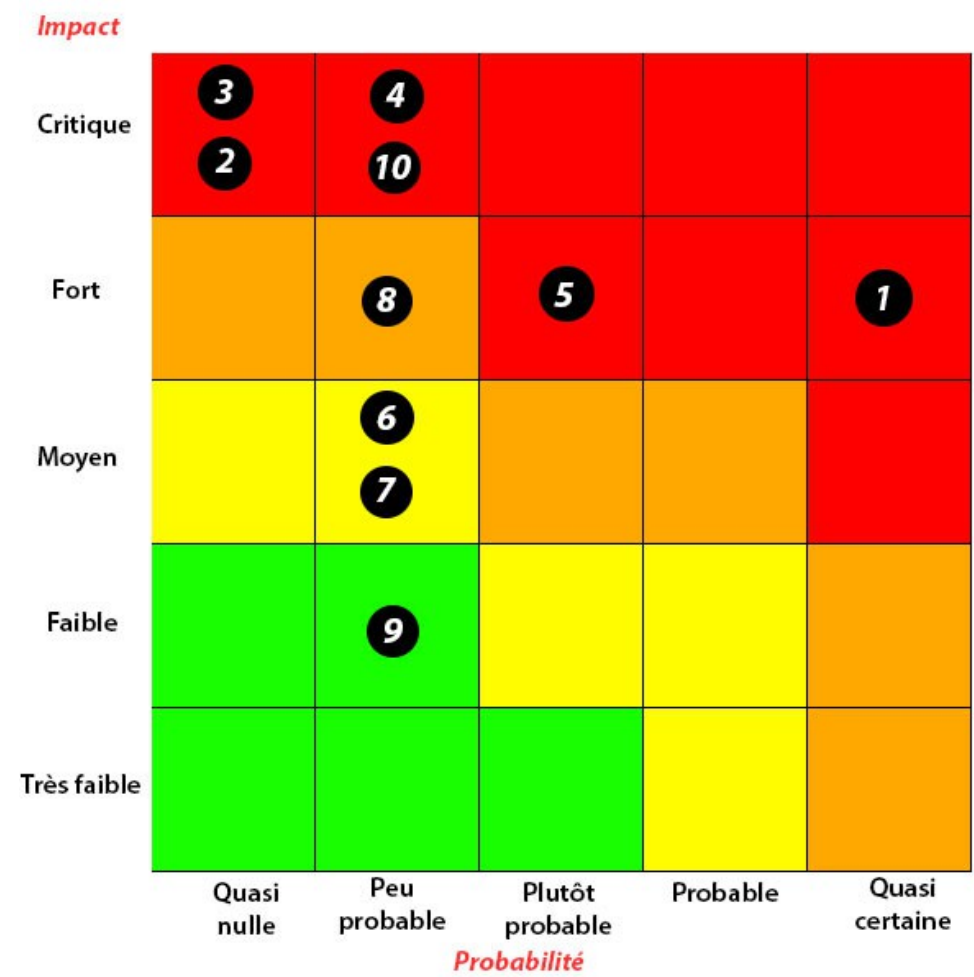 Impact
Critique
3
4
2
10
Fort
8
5
1
Moyen
6
7
Faible
9
Très faible
Quasi
nulle
Peu
probable
Plutôt
probable
Probable
Quasi
certaine
Probabilité